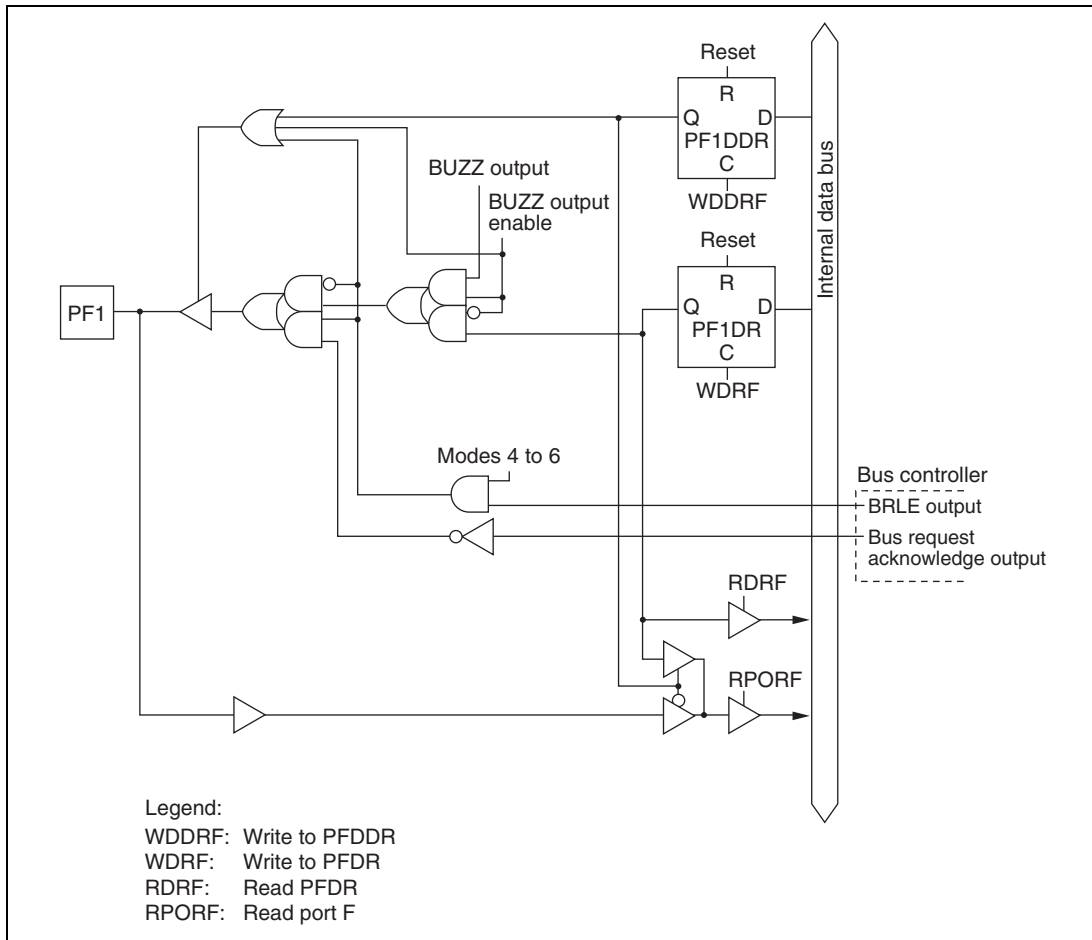 Reset
R
Q D
PF1DDR
C
WDDRF
BUZZ output
BUZZ output
enable
Reset
R
Q D
PF1DR
C
WDRF
Internal data bus
PF1
Modes 4 to 6
Bus controller
BRLE output
Bus request
acknowledge output
RDRF
RPORF
Legend:
WDDRF: Write to PFDDR
WDRF: Write to PFDR
RDRF: Read PFDR
RPORF: Read port F